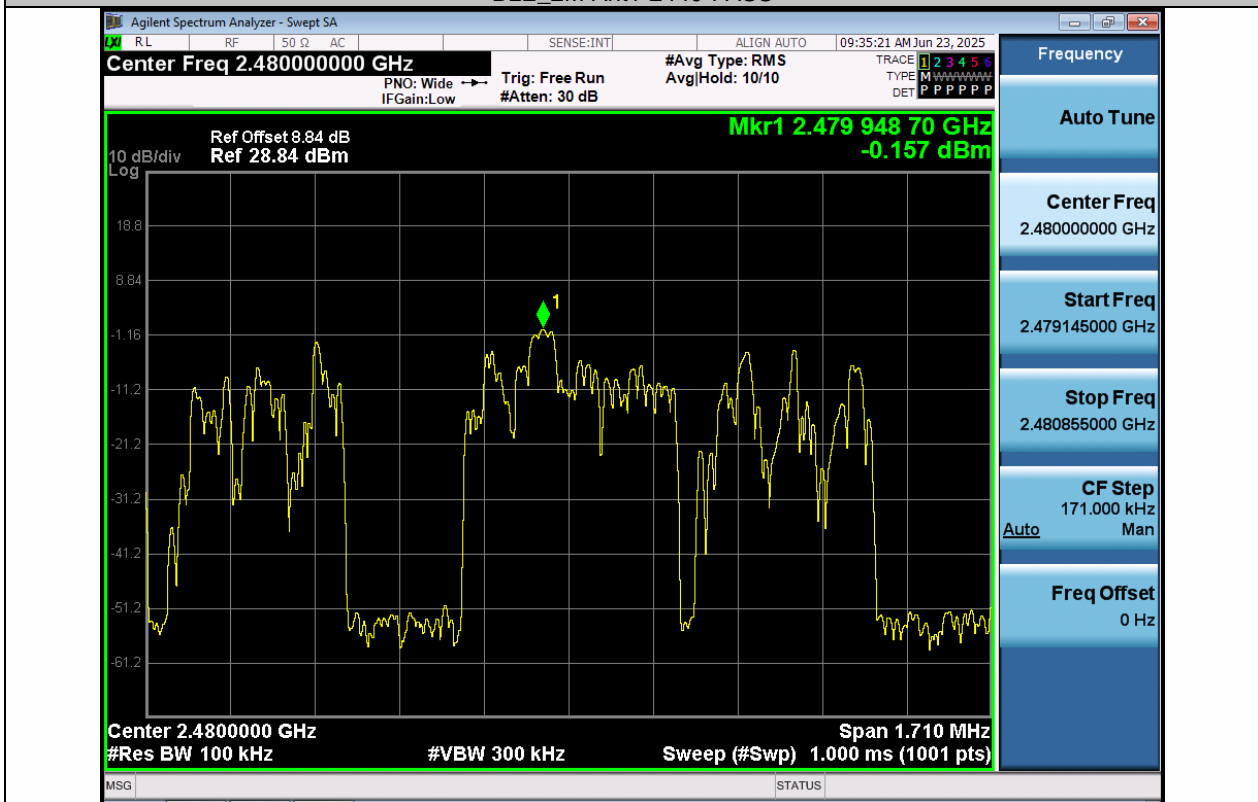 Agilent Spectrum Analyzer - Swept SA
LXI RL RF 50 Ω AC SENSE:INT ALIGN AUTO 09:35:21 AM Jun 23, 2025
Center Freq 2.480000000 GHz
PNO: Wide
IFGain:Low
Trig: Free Run
#Atten: 30 dB
#Avg Type: RMS
Avg|Hold: 10/10
TRACE 1 2 3 4 5 6
TYPE M WWWWW
DET P P P P P P
Mkr1 2.479 948 70 GHz
-0.157 dBm
Ref Offset 8.84 dB
10 dB/div Ref 28.84 dBm
Log
18.8
8.84
1
-1.16
-11.2
-21.2
-31.2
-41.2
-51.2
-61.2
Center 2.4800000 GHz Span 1.710 MHz
#Res BW 100 kHz #VBW 300 kHz Sweep (#Swp) 1.000 ms (1001 pts)
MSG STATUS
Frequency
Auto Tune
Center Freq
2.480000000 GHz
Start Freq
2.479145000 GHz
Stop Freq
2.480855000 GHz
CF Step
171.000 kHz
Auto Man
Freq Offset
0 Hz